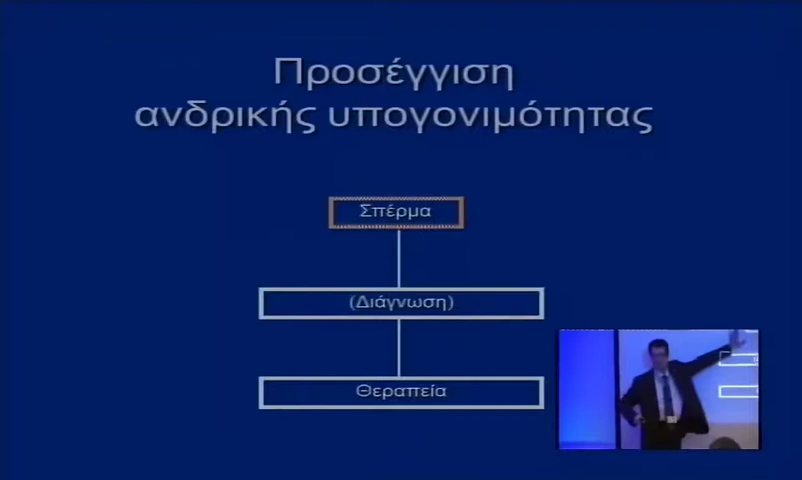 Προσέγγιση
ανδρικής υπογονιμότητας
Σπέρμα
(Διάγνωση)
Θεραπεία